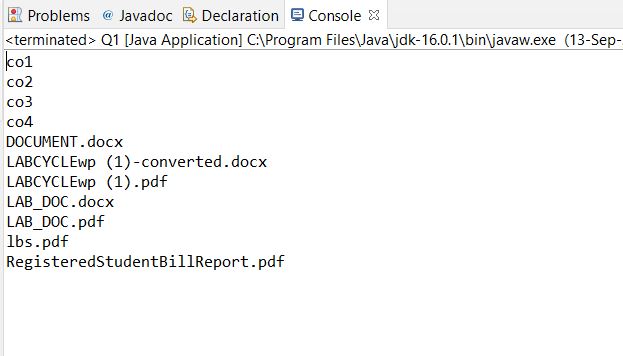 Problems @ Javadoc Declaration Console
<terminated> Q1 [Java Application] C:\Program Files\Java\jdk-16.0.1\bin\javaw.exe (13-Sep-
co1
co2
co3
co4
DOCUMENT.docx
LABCYCLEwp (1)-converted.docx
LABCYCLEwp (1).pdf
LAB_DOC.docx
LAB_DOC.pdf
lbs.pdf
RegisteredStudentBillReport.pdf